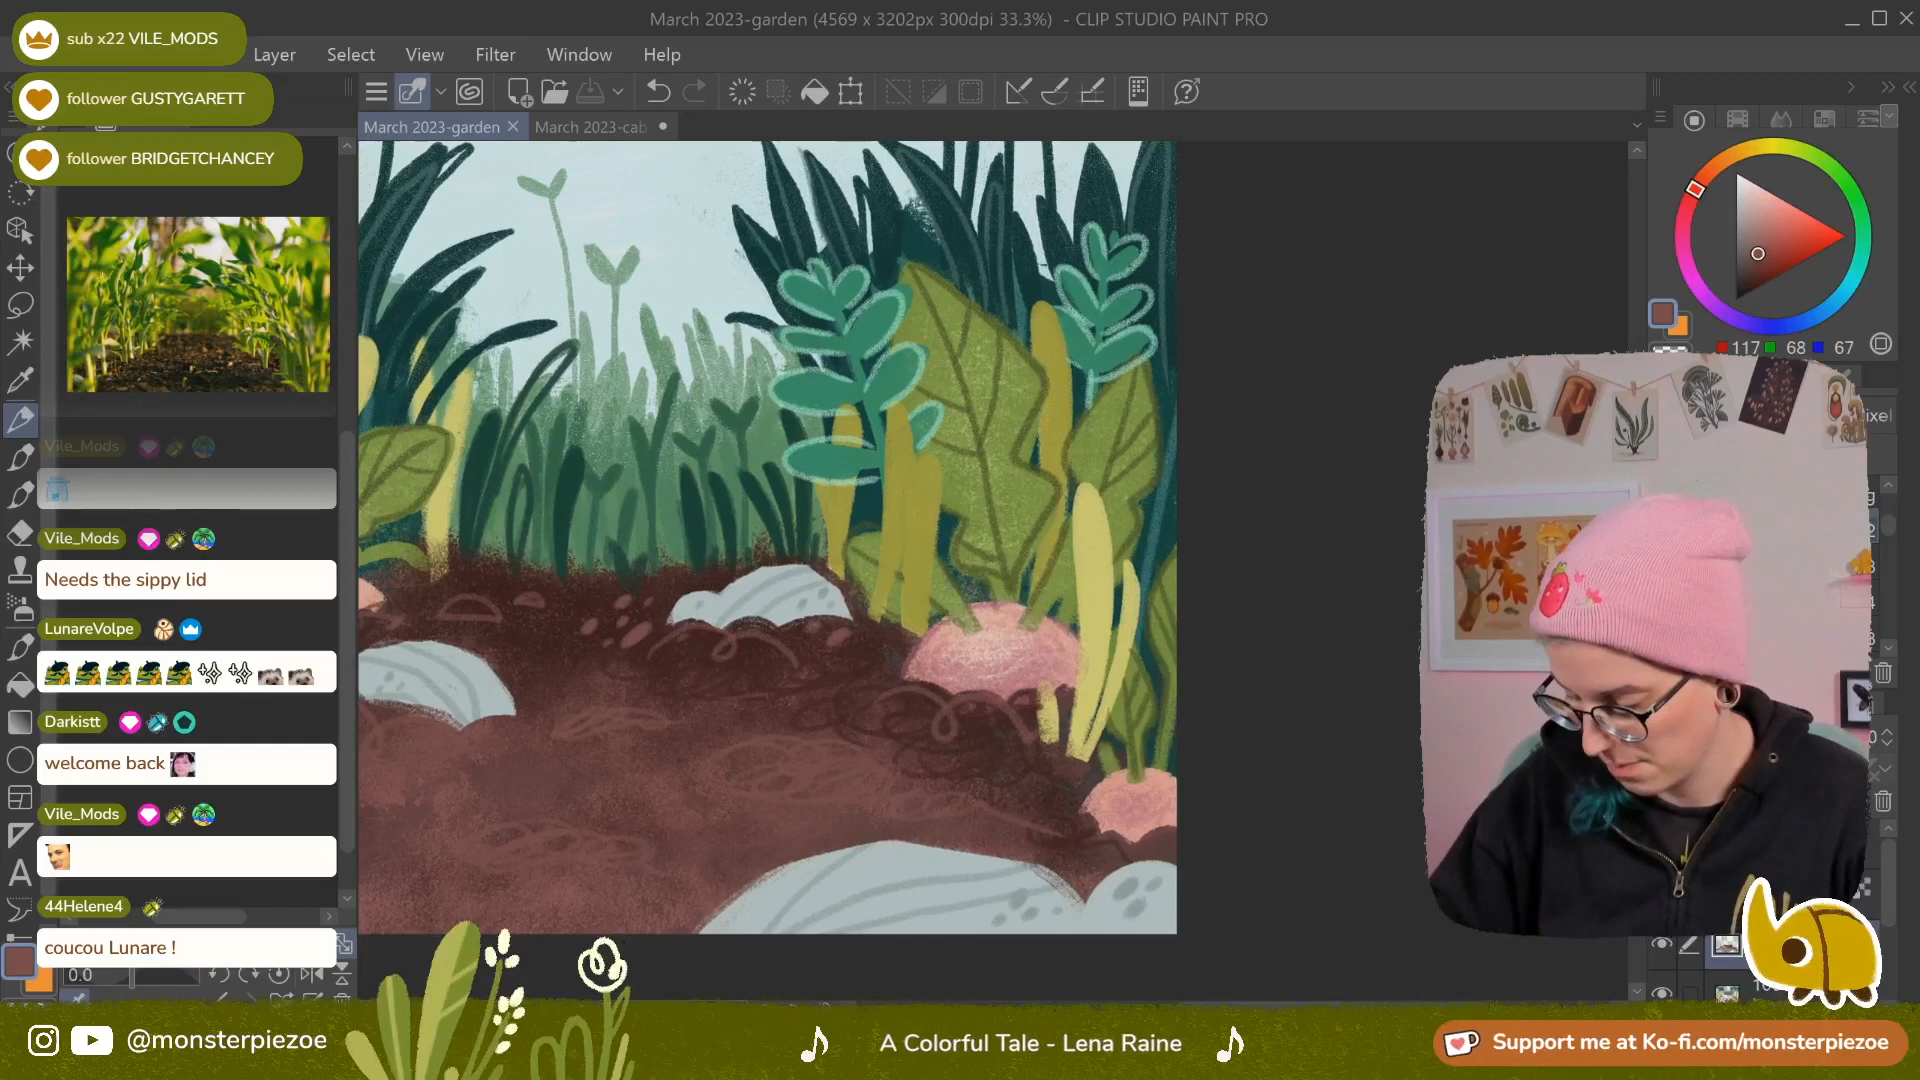 March 2023-garden (4569 x 3202px 300dpi 33.3%) - CLIP STUDIO PAINT PRO
sub x22 VILE_MODS
Layer
Select
View
Filter
Window
Help
follower GUSTYGARETT
March 2023-garden
March 2023-cab
follower BRIDGETCHANCEY
117
68
67
ixel
Vile_Mods
Vile_Mods
Needs the sippy lid
LunareVolpe
Darkistt
welcome back
Vile_Mods
44Helene4
coucou Lunare !
0.0
@monsterpiezoe
A Colorful Tale - Lena Raine
Support me at Ko-fi.com/monsterpiezoe